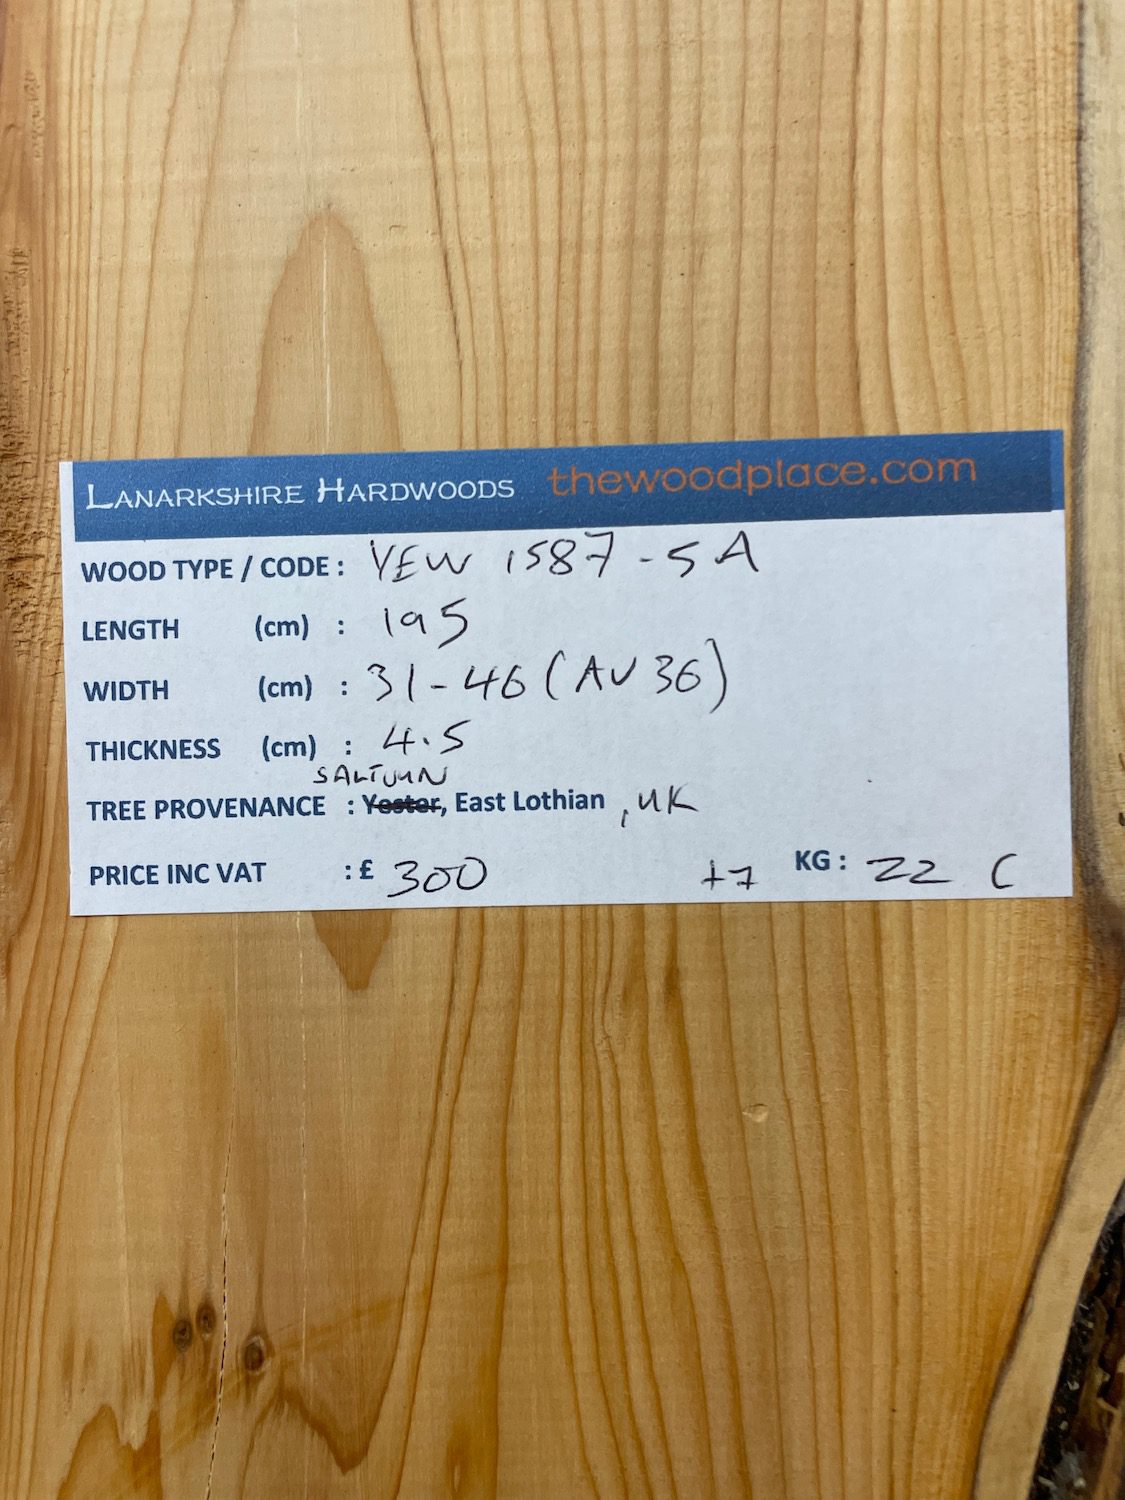 LANARKSHIRE HARDWOODS thewoodplace.com
WOOD TYPE / CODE : YEW 1587-5A
LENGTH (cm) : 195
WIDTH (cm) : 31-46 (AV 36)
THICKNESS (cm) : 4.5
SALTOUN
TREE PROVENANCE : Yester, East Lothian , UK
PRICE INC VAT : £ 300 +7 KG : 22 C